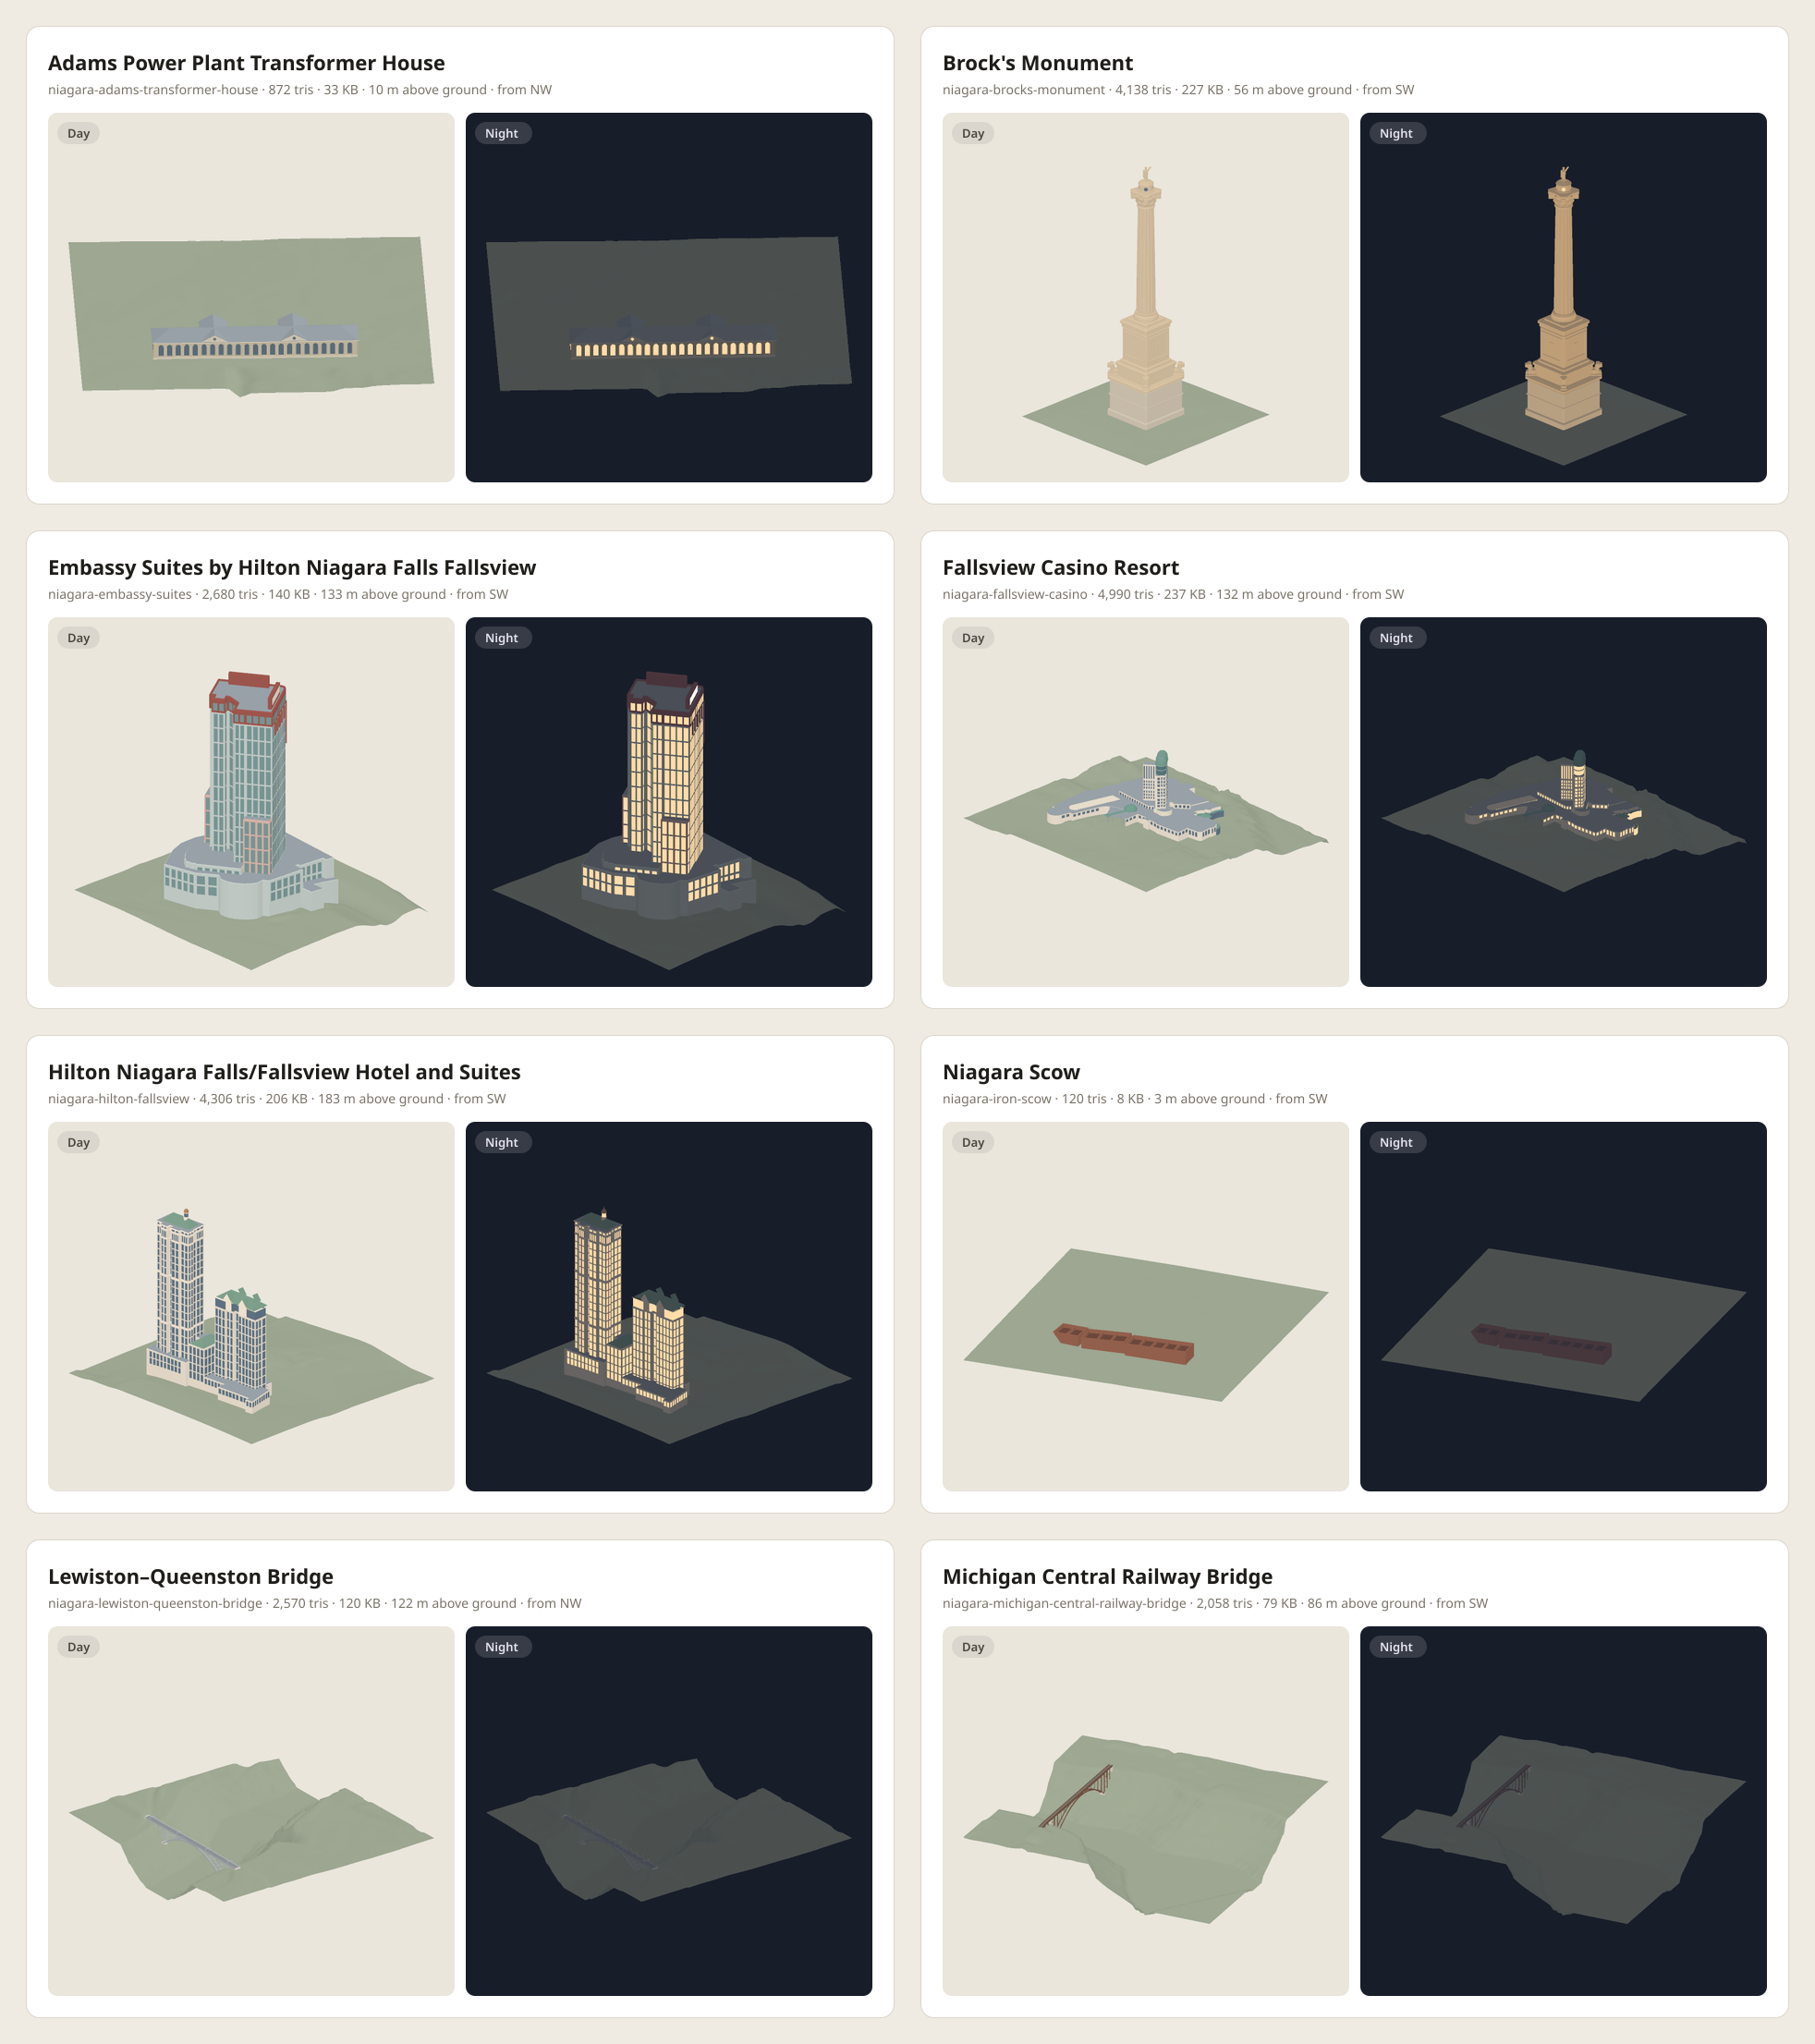 Adams Power Plant Transformer House
niagara-adams-transformer-house · 872 tris · 33 KB · 10 m above ground · from NW
Day
Night
Brock's Monument
niagara-brocks-monument · 4,138 tris · 227 KB · 56 m above ground · from SW
Day
Night
Embassy Suites by Hilton Niagara Falls Fallsview
niagara-embassy-suites · 2,680 tris · 140 KB · 133 m above ground · from SW
Day
Night
Fallsview Casino Resort
niagara-fallsview-casino · 4,990 tris · 237 KB · 132 m above ground · from SW
Day
Night
Hilton Niagara Falls/Fallsview Hotel and Suites
niagara-hilton-fallsview · 4,306 tris · 206 KB · 183 m above ground · from SW
Day
Night
Niagara Scow
niagara-iron-scow · 120 tris · 8 KB · 3 m above ground · from SW
Day
Night
Lewiston–Queenston Bridge
niagara-lewiston-queenston-bridge · 2,570 tris · 120 KB · 122 m above ground · from NW
Day
Night
Michigan Central Railway Bridge
niagara-michigan-central-railway-bridge · 2,058 tris · 79 KB · 86 m above ground · from SW
Day
Night